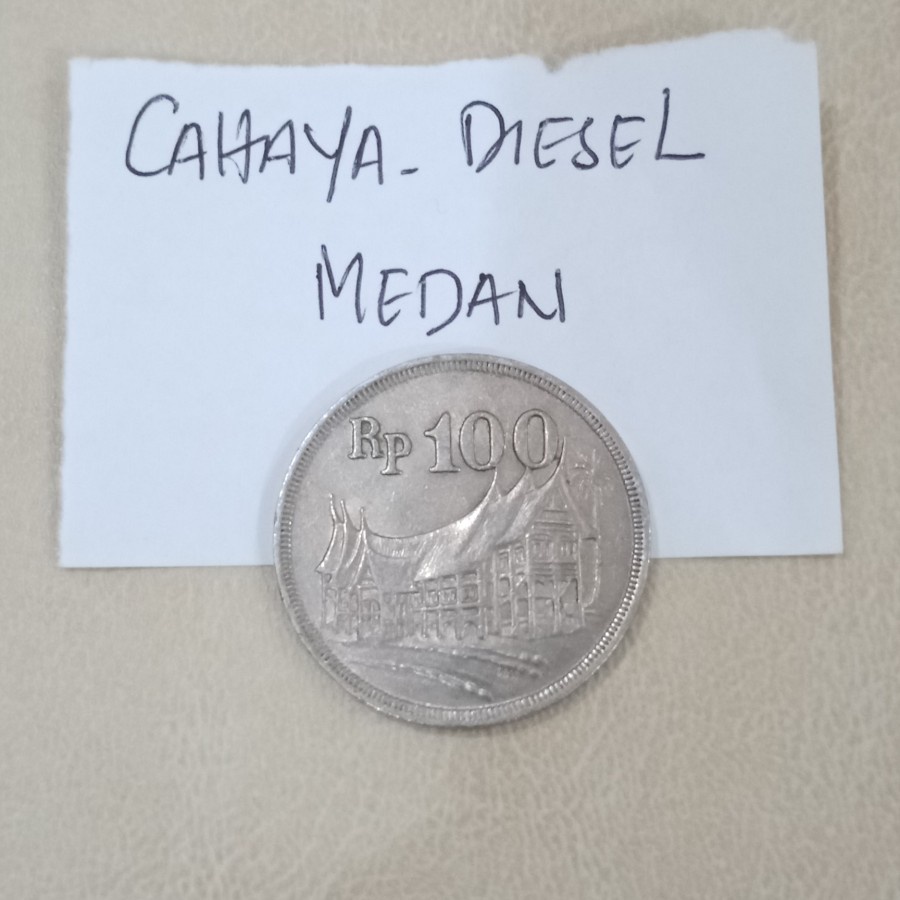 CAHAYA- DIESEL
MEDAN
Rp 100